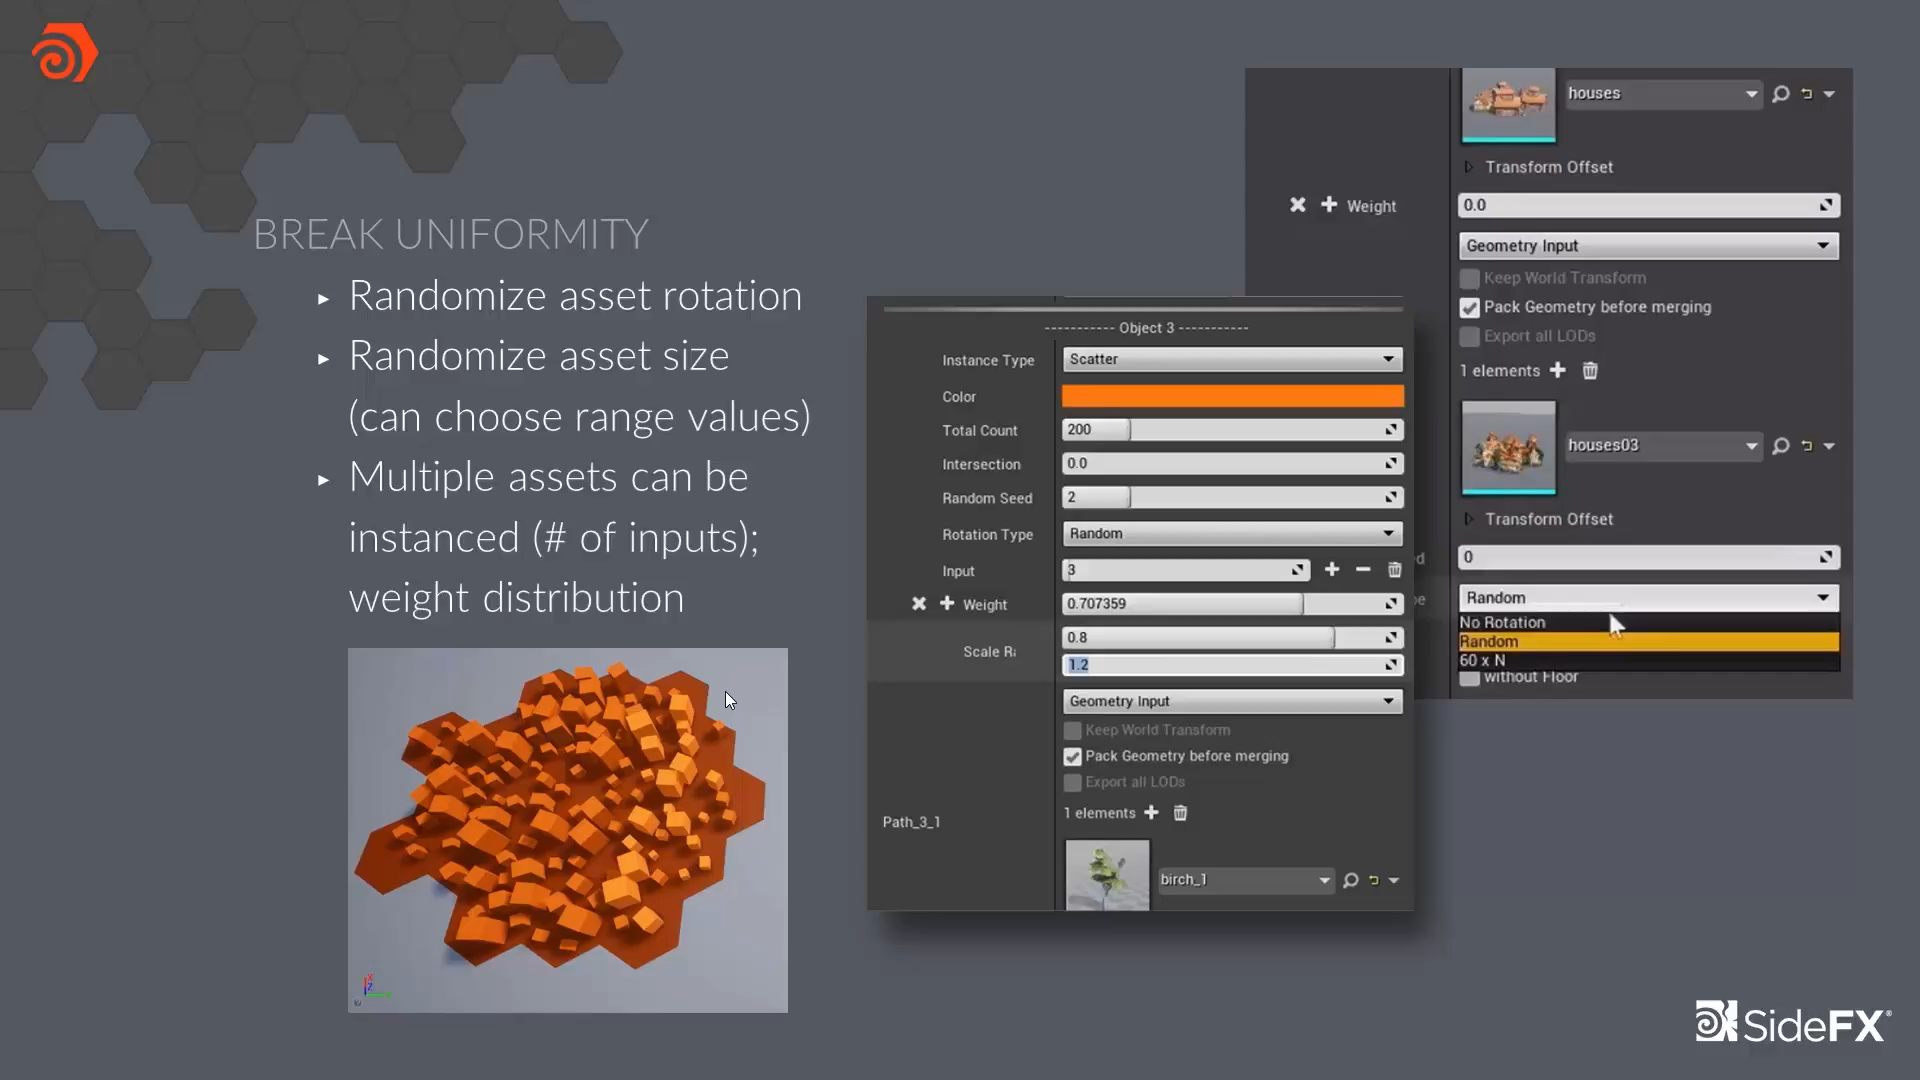 BREAK UNIFORMITY
▸ Randomize asset rotation
▸ Randomize asset size
(can choose range values)
▸ Multiple assets can be
instanced (# of inputs);
weight distribution
----------- Object 3 -----------
Instance Type Scatter
Color
Total Count 200
Intersection 0.0
Random Seed 2
Rotation Type Random
Input 3
Weight 0.707359
Scale Ra 0.8
1.2
Geometry Input
Keep World Transform
Pack Geometry before merging
Export all LODs
1 elements
Path_3_1
birch_1
houses
Transform Offset
Weight 0.0
Geometry Input
Keep World Transform
Pack Geometry before merging
Export all LODs
1 elements
houses03
Transform Offset
0
Random
No Rotation
Random
60 x N
without Floor
SideFX®